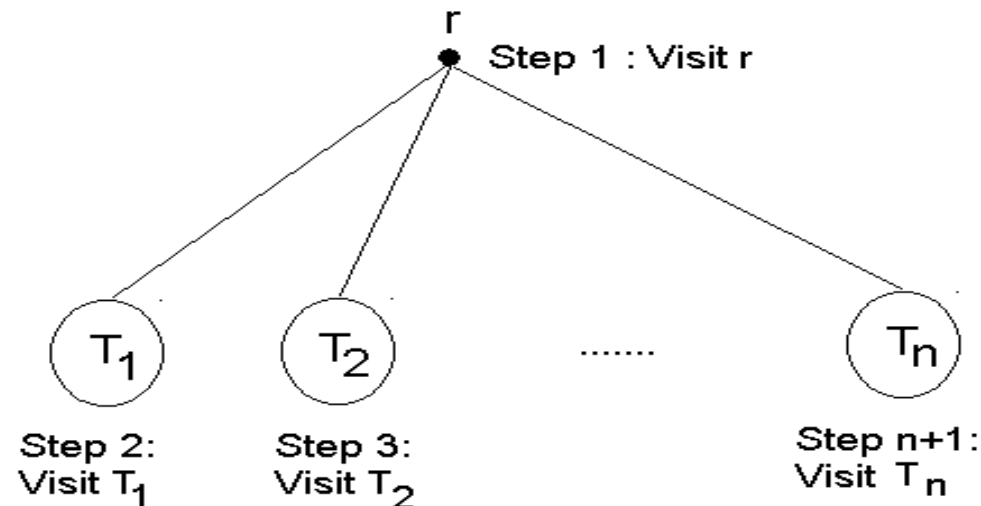 r
Step 1 : Visit r
T1
T2
.......
Tn
Step 2:
Visit T1
Step 3:
Visit T2
Step n+1:
Visit Tn